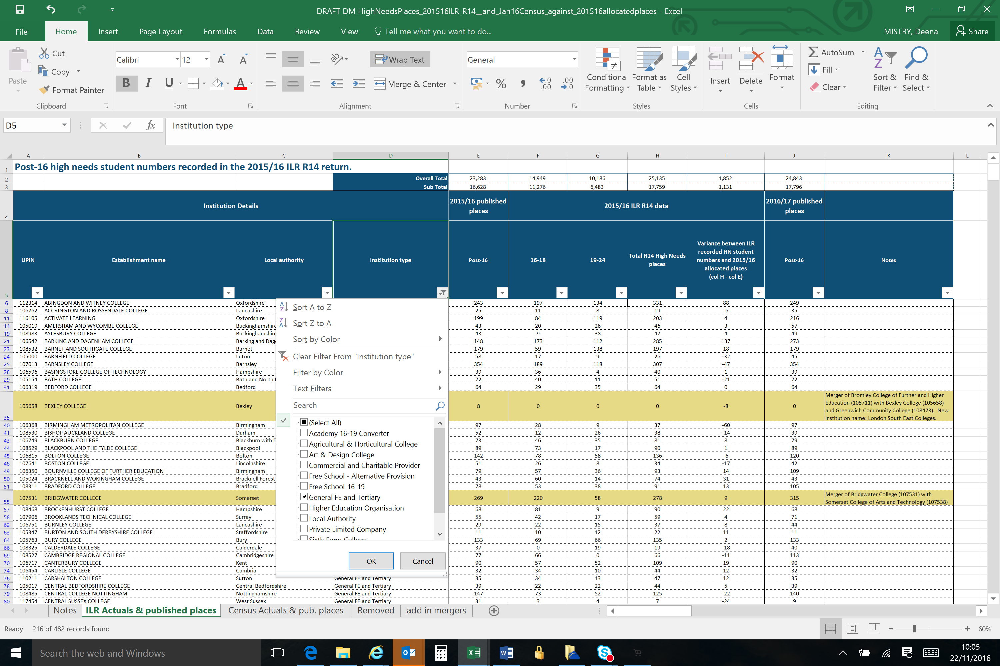 DRAFT DM HighNeedsPlaces_201516ILR-R14__and_Jan16Census_against_201516allocatedplaces - Excel
File Home Insert Page Layout Formulas Data Review View Tell me what you want to do... MISTRY, Deena Share
Paste Cut Copy Format Painter Clipboard
Calibri 12 B I U A Font
Wrap Text Merge & Center Alignment
General % Number
Conditional Formatting Format as Table Cell Styles Styles
Insert Delete Format Cells
AutoSum Fill Clear Sort & Filter Find & Select Editing
D5 fx Institution type
A B C D E F G H I J K L
1 Post-16 high needs student numbers recorded in the 2015/16 ILR R14 return.
2 Overall Total 23,283 14,949 10,186 25,135 1,852 24,843
3 Sub Total 16,628 11,276 6,483 17,759 1,131 17,796
4 Institution Details 2015/16 published places 2015/16 ILR R14 data 2016/17 published places
5 UPIN Establishment name Local authority Institution type Post-16 16-18 19-24 Total R14 High Needs places Variance between ILR recorded HN student numbers and 2015/16 allocated places (col H - col E) Post-16 Notes
6 112314 ABINGDON AND WITNEY COLLEGE Oxfordshire 243 197 134 331 88 249
8 106762 ACCRINGTON AND ROSSENDALE COLLEGE Lancashire 25 11 8 19 -6 35
11 116105 ACTIVATE LEARNING Oxfordshire 199 84 119 203 4 216
14 105019 AMERSHAM AND WYCOMBE COLLEGE Buckinghamshire 43 20 26 46 3 57
19 108983 AYLESBURY COLLEGE Buckinghamshire 43 9 38 47 4 49
21 106542 BARKING AND DAGENHAM COLLEGE Barking and Dag 148 173 112 285 137 273
23 108532 BARNET AND SOUTHGATE COLLEGE Barnet 179 59 138 197 18 179
24 105000 BARNFIELD COLLEGE Luton 58 17 9 26 -32 45
25 107013 BARNSLEY COLLEGE Barnsley 354 189 118 307 -47 354
28 106596 BASINGSTOKE COLLEGE OF TECHNOLOGY Hampshire 39 36 4 40 1 39
29 105154 BATH COLLEGE Bath and North 72 40 11 51 -21 72
31 106319 BEDFORD COLLEGE Bedford 64 29 35 64 0 64
35 105658 BEXLEY COLLEGE Bexley 8 0 0 0 -8 0 Merger of Bromley College of Further and Higher
Education (105711) with Bexley College (105658)
and Greenwich Community College (108473). New
institution name: London South East Colleges.
40 106368 BIRMINGHAM METROPOLITAN COLLEGE Birmingham 97 28 9 37 -60 97
41 108530 BISHOP AUCKLAND COLLEGE Durham 52 12 26 38 -14 39
43 106749 BLACKBURN COLLEGE Blackburn with D 73 46 35 81 8 79
44 108529 BLACKPOOL AND THE FYLDE COLLEGE Blackpool 89 73 17 90 1 89
45 106815 BOLTON COLLEGE Bolton 142 78 58 136 -6 120
48 107641 BOSTON COLLEGE Lincolnshire 51 26 8 34 -17 42
49 106350 BOURNVILLE COLLEGE OF FURTHER EDUCATION Birmingham 79 57 36 93 14 109
50 105024 BRACKNELL AND WOKINGHAM COLLEGE Bracknell Forest 43 60 14 74 31 43
51 108311 BRADFORD COLLEGE Bradford 78 53 38 91 13 105
55 107531 BRIDGWATER COLLEGE Somerset 269 220 58 278 9 315 Merger of Bridgwater College (107531) with
Somerset College of Arts and Technology (107538)
57 108468 BROCKENHURST COLLEGE Hampshire 68 81 9 90 22 68
58 107906 BROOKLANDS TECHNICAL COLLEGE Surrey 55 42 17 59 4 71
62 106751 BURNLEY COLLEGE Lancashire 29 22 15 37 8 44
63 105347 BURTON AND SOUTH DERBYSHIRE COLLEGE Staffordshire 11 10 12 22 11 11
64 105763 BURY COLLEGE Bury 133 69 66 135 2 133
66 108325 CALDERDALE COLLEGE Calderdale 37 0 19 19 -18 40
69 108527 CAMBRIDGE REGIONAL COLLEGE Cambridgeshire 77 66 0 66 -11 113
70 106717 CANTERBURY COLLEGE Kent 90 57 52 109 19 90
74 106454 CARLISLE COLLEGE Cumbria 32 34 10 44 12 32
76 110211 CARSHALTON COLLEGE Sutton General FE and Tertiary 35 34 13 47 12 35
78 105017 CENTRAL BEDFORDSHIRE COLLEGE Central Bedfordshire General FE and Tertiary 39 22 22 44 5 39
79 108485 CENTRAL COLLEGE NOTTINGHAM Nottinghamshire General FE and Tertiary 147 73 52 125 -22 140
80 117454 CENTRAL SUSSEX COLLEGE West Sussex General FE and Tertiary 31 3 4 7 -24 9
Sort A to Z
Sort Z to A
Sort by Color
Clear Filter From "Institution type"
Filter by Color
Text Filters
Search
(Select All)
Academy 16-19 Converter
Agricultural & Horticultural College
Art & Design College
Commercial and Charitable Provider
Free School - Alternative Provision
Free School-16-19
General FE and Tertiary
Higher Education Organisation
Local Authority
Private Limited Company
Sixth Form College
OK Cancel
Notes ILR Actuals & published places Census Actuals & pub. places Removed add in mergers
Ready 216 of 482 records found 60%
Search the web and Windows
10:05
22/11/2016